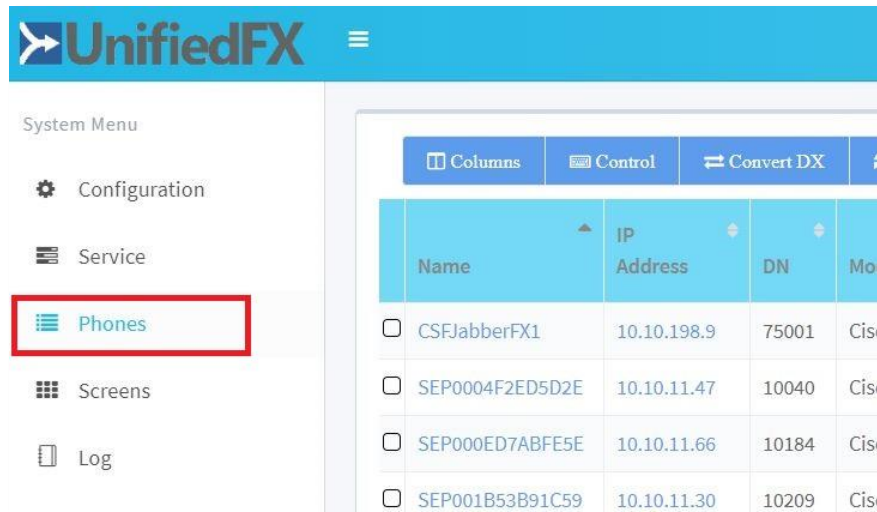 UnifiedFX
System Menu
Configuration
Service
Phones
Screens
Log
Columns Control Convert DX
Name IP Address DN
CSFJabberFX1 10.10.198.9 75001
SEP0004F2ED5D2E 10.10.11.47 10040
SEP000ED7ABFE5E 10.10.11.66 10184
SEP001B53B91C59 10.10.11.30 10209